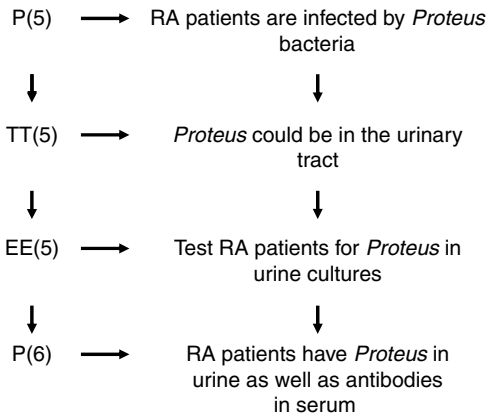 P(5) RA patients are infected by Proteus
bacteria
TT(5) Proteus could be in the urinary
tract
EE(5) Test RA patients for Proteus in
urine cultures
P(6) RA patients have Proteus in
urine as well as antibodies
in serum